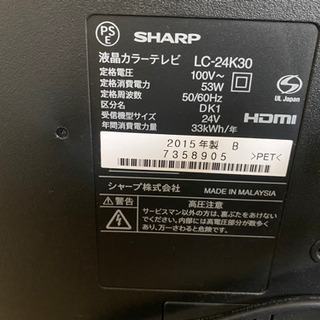 PS
E
SHARP
液晶カラーテレビ LC-24K30
定格電圧 100V~
定格消費電力 53W
定格周波数 50/60Hz
区分名 DK1
受信機型サイズ 24V
年間消費電力量 33kWh/年
UL Japan
HDMI
2015年製 B
7358905
>PET<
シャープ株式会社 MADE IN MALAYSIA
⚠警告 高圧注意
サービスマン以外の方は、裏ぶたをあけない
でください。内部には高電圧部分が数多く
あり、万一さわると危険です。